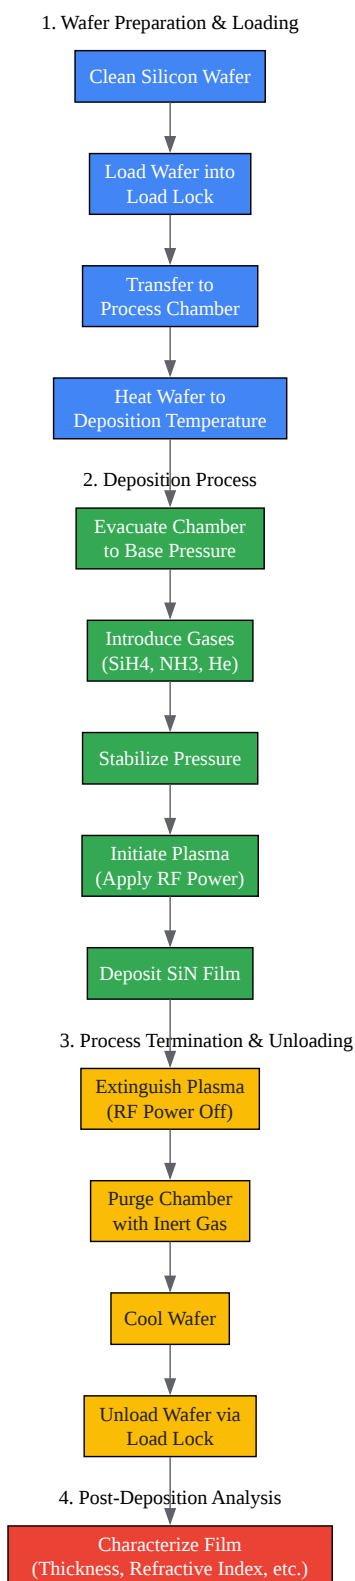 1. Wafer Preparation & Loading
Clean Silicon Wafer
Load Wafer into
Load Lock
Transfer to
Process Chamber
Heat Wafer to
Deposition Temperature
2. Deposition Process
Evacuate Chamber
to Base Pressure
Introduce Gases
(SiH4, NH3, He)
Stabilize Pressure
Initiate Plasma
(Apply RF Power)
Deposit SiN Film
3. Process Termination & Unloading
Extinguish Plasma
(RF Power Off)
Purge Chamber
with Inert Gas
Cool Wafer
Unload Wafer via
Load Lock
4. Post-Deposition Analysis
Characterize Film
(Thickness, Refractive Index, etc.)